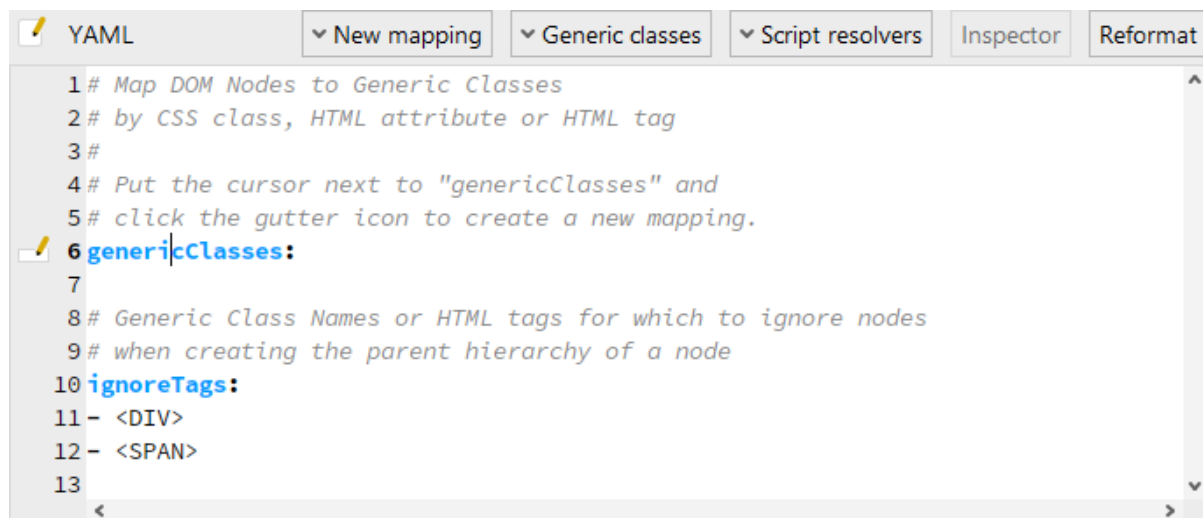 YAML New mapping Generic classes Script resolvers Inspector Reformat
1 # Map DOM Nodes to Generic Classes
2 # by CSS class, HTML attribute or HTML tag
3 #
4 # Put the cursor next to "genericClasses" and
5 # click the gutter icon to create a new mapping.
6 genericClasses:
7
8 # Generic Class Names or HTML tags for which to ignore nodes
9 # when creating the parent hierarchy of a node
10 ignoreTags:
11 - <DIV>
12 - <SPAN>
13